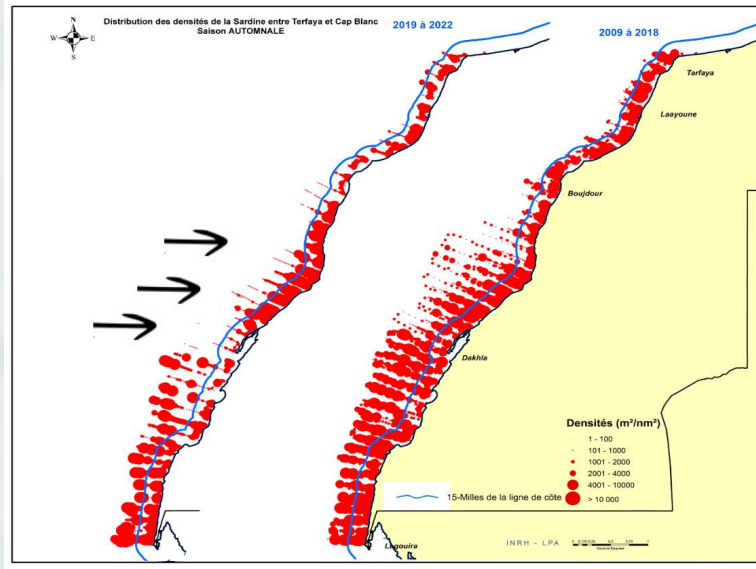 Distribution des densités de la Sardine entre Terfaya et Cap Blanc
Saison AUTOMNALE
2019 à 2022
2009 à 2018
N
W E
S
Tarfaya
Laayoune
Boujdour
Dakhla
Densités (m²/nm²)
1 - 100
101 - 1000
1001 - 2000
2001 - 4000
4001 - 10000
> 10 000
15-Milles de la ligne de côte
Lagouira
INRH - LPA